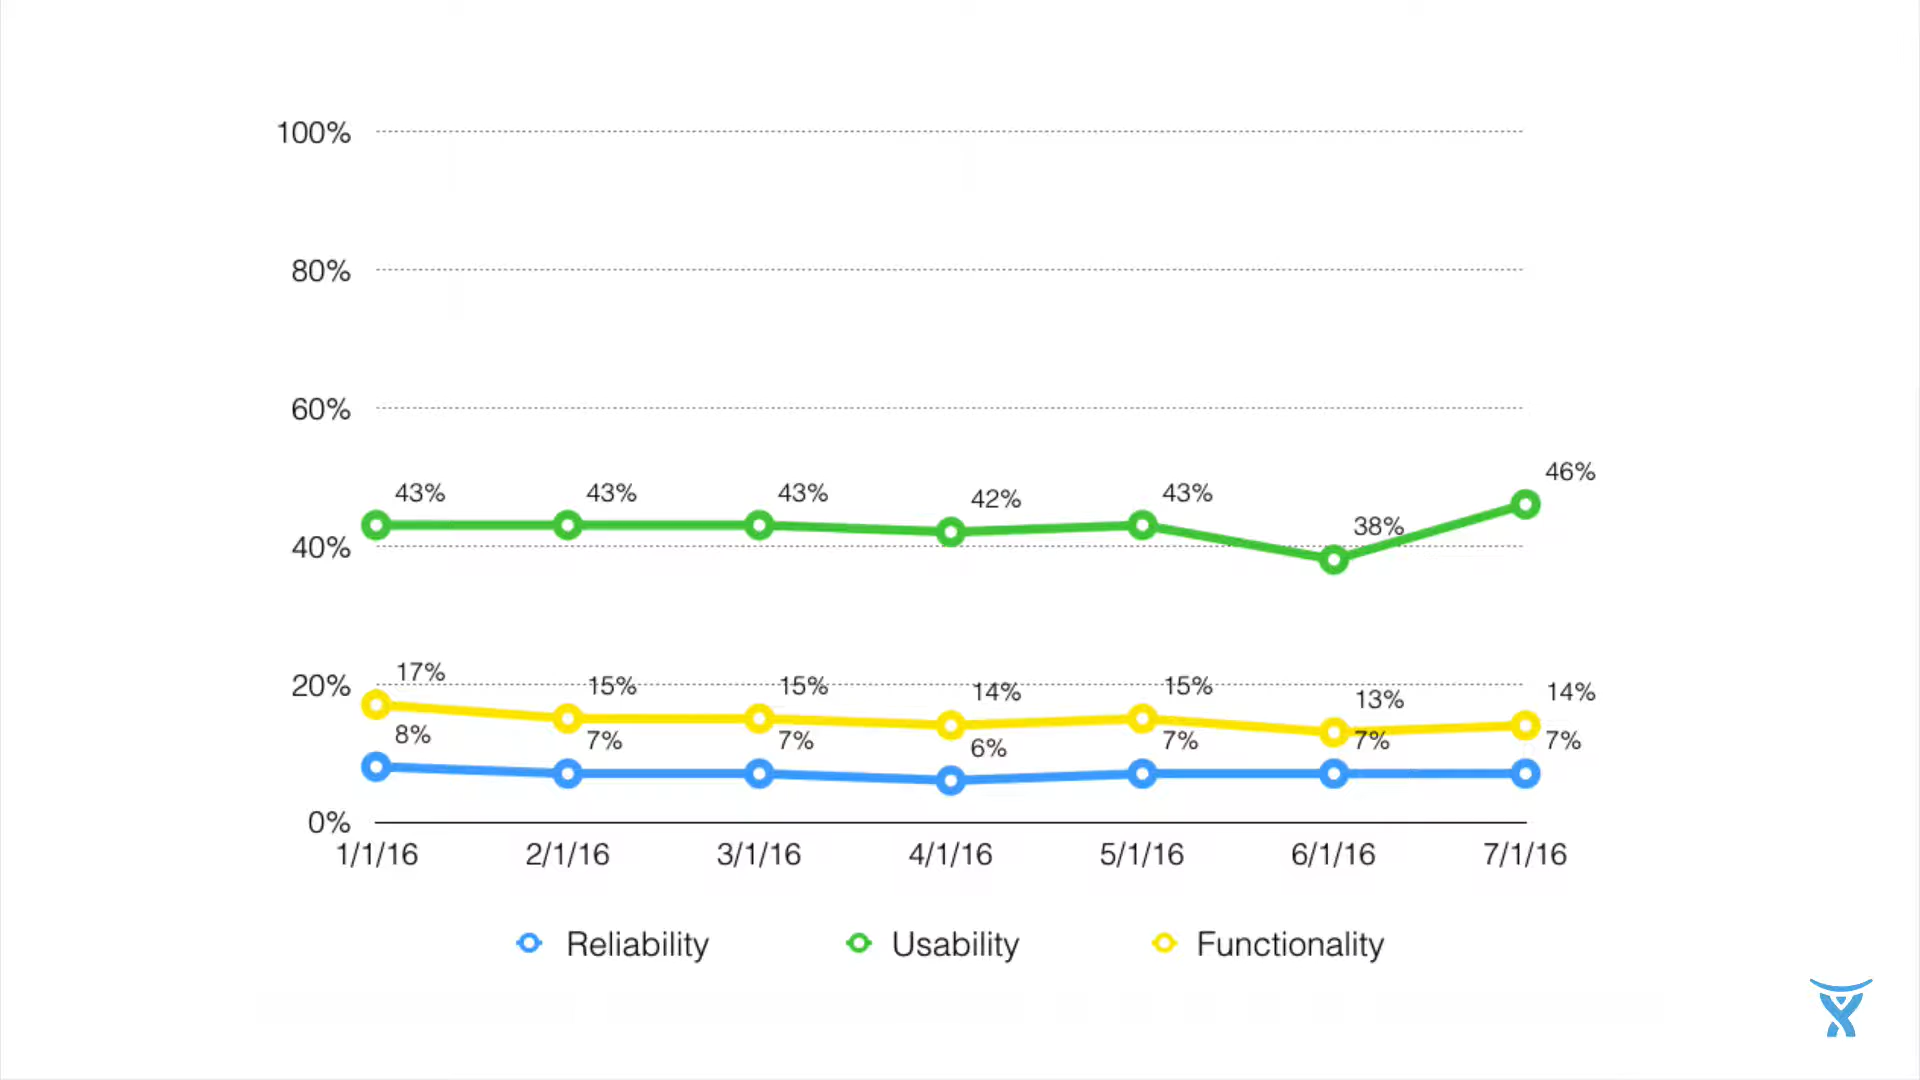 100%
80%
60%
43% 43% 43% 42% 43% 38% 46%
40%
17% 15% 15% 14% 15% 13% 14%
20%
8% 7% 7% 6% 7% 7% 7%
0%
1/1/16 2/1/16 3/1/16 4/1/16 5/1/16 6/1/16 7/1/16
Reliability Usability Functionality